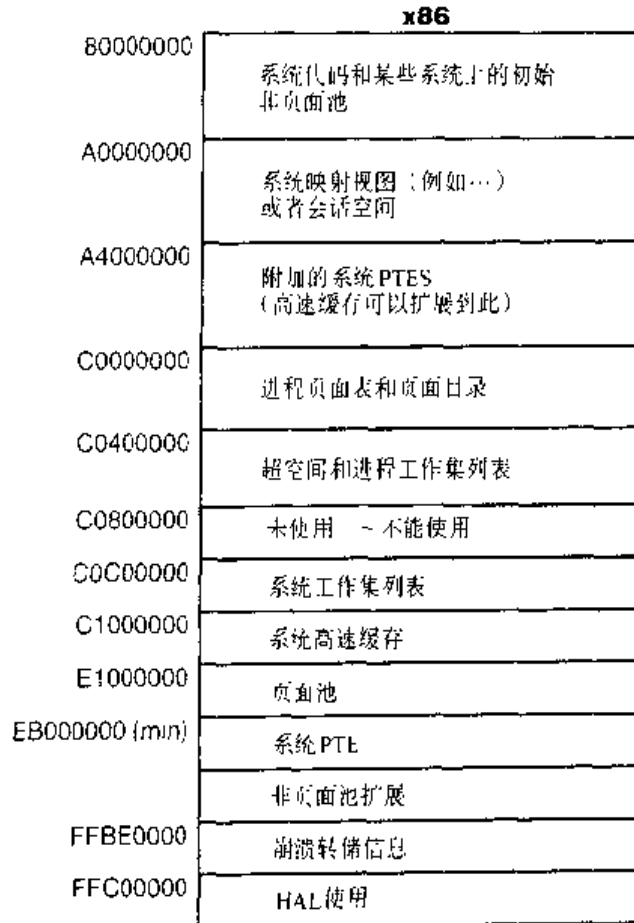 x86
80000000
系统代码和某些系统上的初始
非页面池
A0000000
系统映射视图（例如…）
或者会话空间
A4000000
附加的系统PTES
（高速缓存可以扩展到此）
C0000000
进程页面表和页面目录
C0400000
超空间和进程工作集列表
C0800000
未使用 - 不能使用
C0C00000
系统工作集列表
C1000000
系统高速缓存
E1000000
页面池
EB000000 (min)
系统PTE
非页面池扩展
FFBE0000
崩溃转储信息
FFC00000
HAL使用